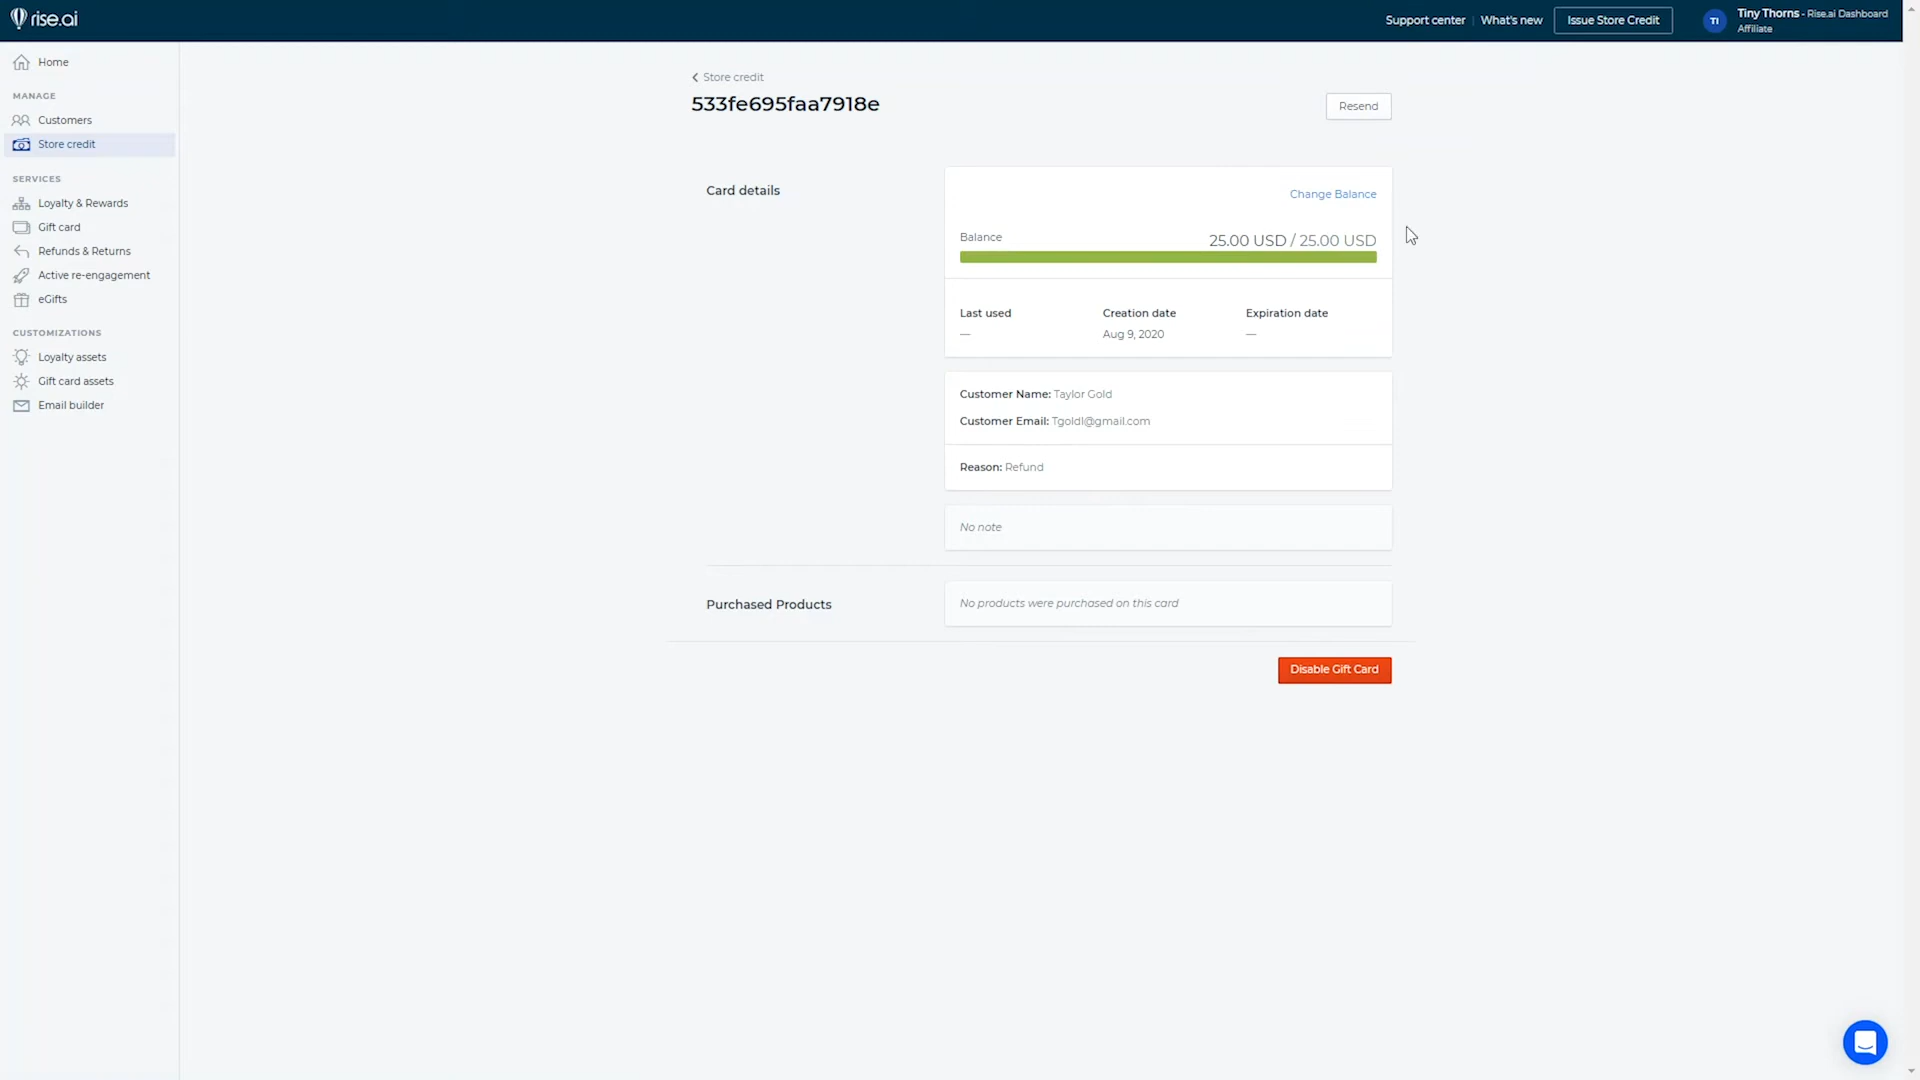 rise.ai
Support center
What's new
Issue Store Credit
TI
Tiny Thorns - Rise.ai Dashboard
Affiliate
Home
MANAGE
Customers
Store credit
SERVICES
Loyalty & Rewards
Gift card
Refunds & Returns
Active re-engagement
eGifts
CUSTOMIZATIONS
Loyalty assets
Gift card assets
Email builder
Store credit
533fe695faa7918e
Resend
Card details
Change Balance
Balance
25.00 USD / 25.00 USD
Last used
Creation date
Expiration date
—
Aug 9, 2020
—
Customer Name: Taylor Gold
Customer Email: Tgoldl@gmail.com
Reason: Refund
No note
Purchased Products
No products were purchased on this card
Disable Gift Card